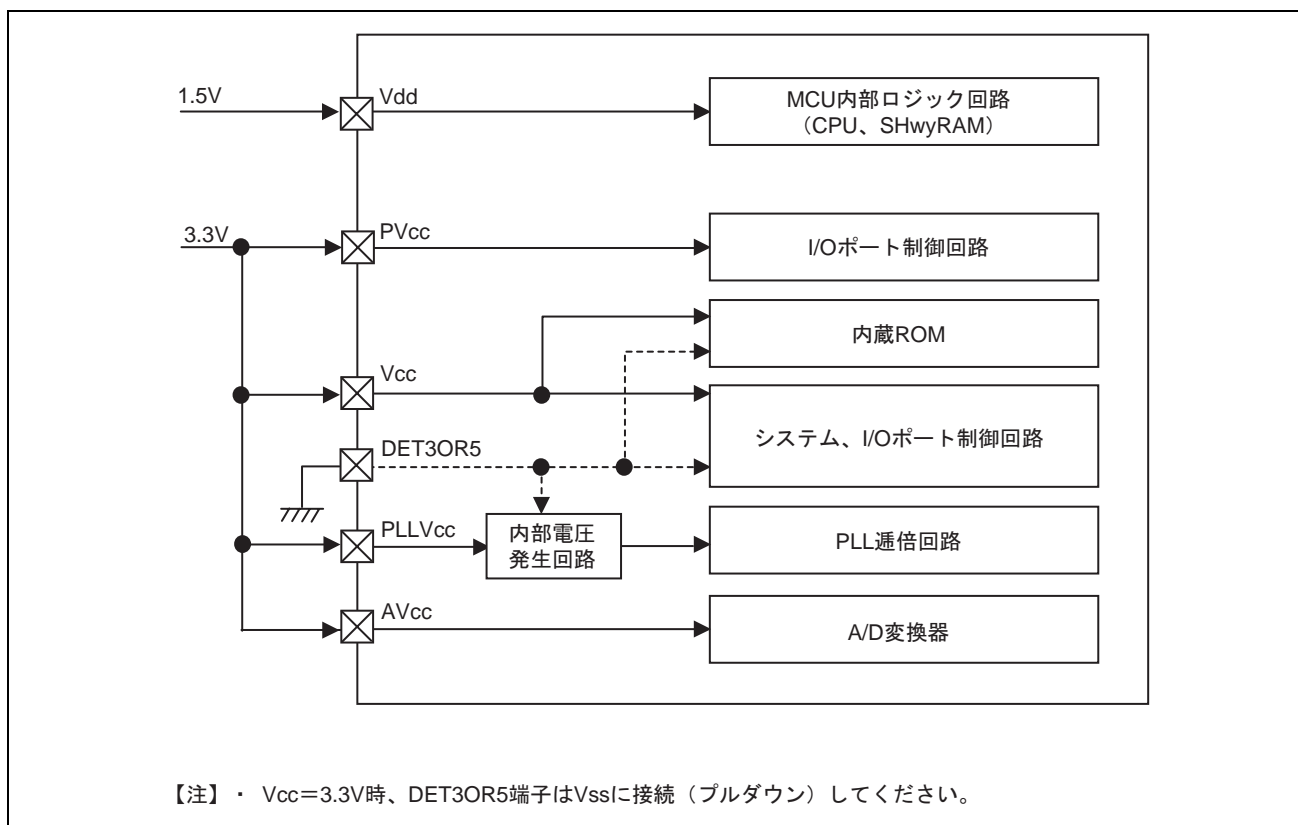 1.5V
Vdd
MCU内部ロジック回路
（CPU、SHwyRAM）
3.3V
PVcc
I/Oポート制御回路
内蔵ROM
Vcc
システム、I/Oポート制御回路
DET3OR5
PLLVcc
内部電圧
発生回路
PLL逓倍回路
AVcc
A/D変換器
【注】・ Vcc＝3.3V時、DET3OR5端子はVssに接続（プルダウン）してください。